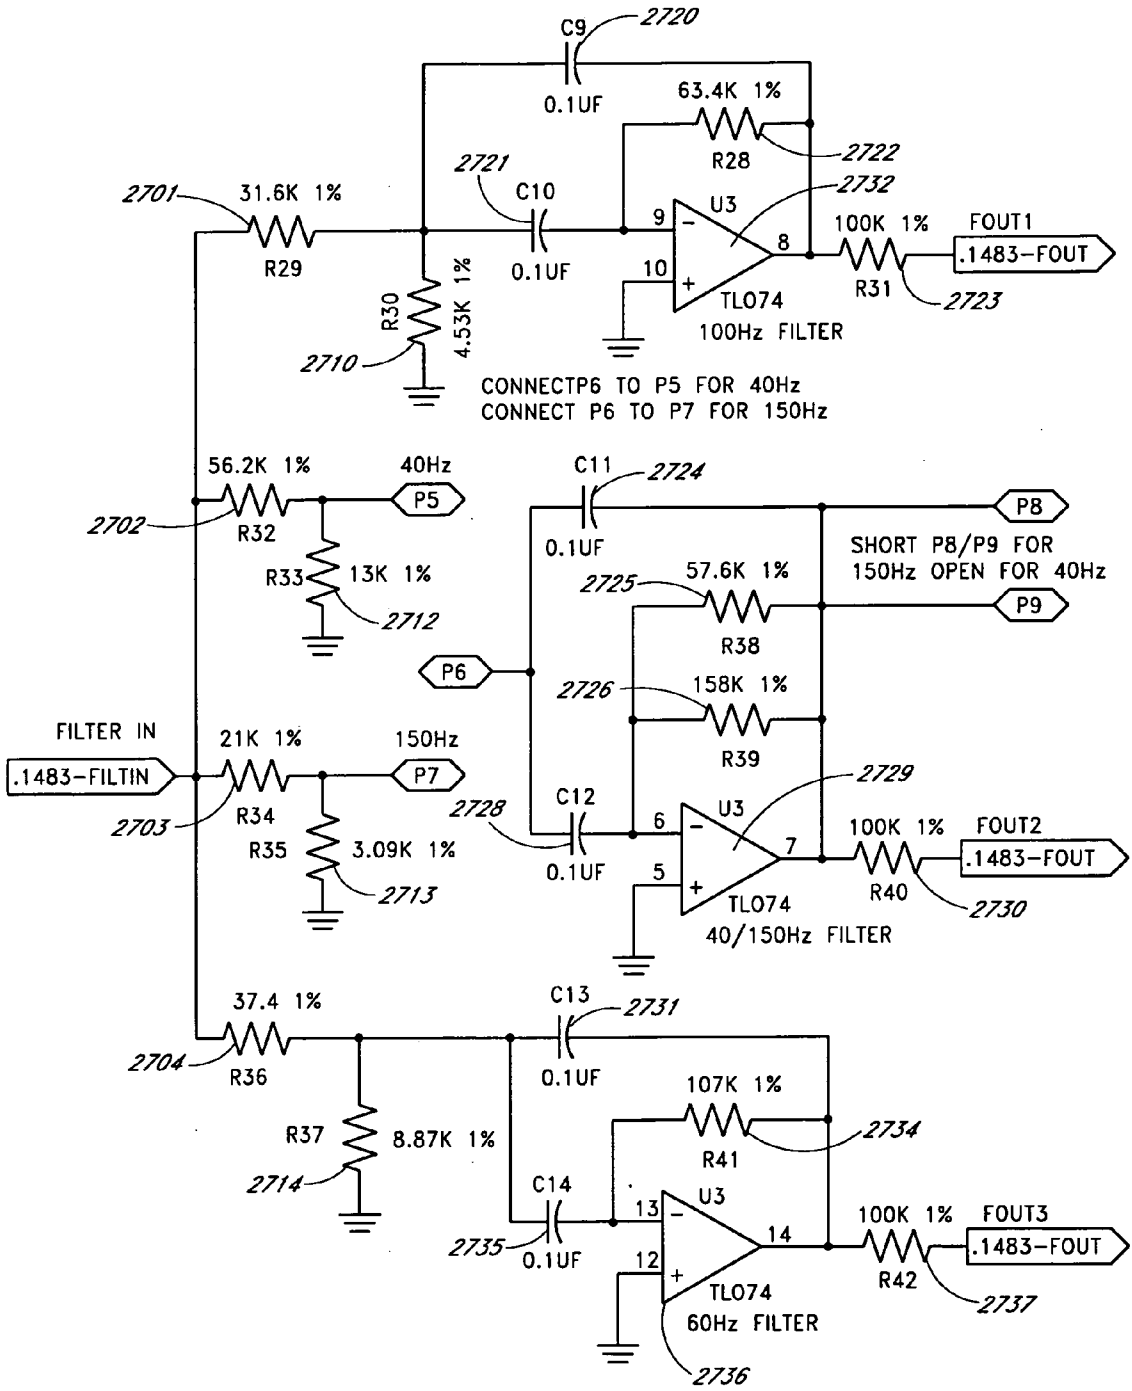 C9
2720
0.1UF
63.4K 1%
R28
2722
2701
31.6K 1%
R29
2721
C10
0.1UF
U3
2732
9
8
10
TL074
100Hz FILTER
100K 1%
R31
2723
FOUT1
.1483-FOUT
R30
4.53K 1%
2710
CONNECTP6 TO P5 FOR 40Hz
CONNECT P6 TO P7 FOR 150Hz
56.2K 1%
2702
R32
40Hz
P5
R33
13K 1%
2712
C11
2724
0.1UF
P8
SHORT P8/P9 FOR
150Hz OPEN FOR 40Hz
P9
2725
57.6K 1%
R38
P6
2726
158K 1%
R39
FILTER IN
.1483-FILTIN
21K 1%
2703
R34
150Hz
P7
R35
3.09K 1%
2713
2728
C12
0.1UF
U3
2729
6
7
5
TL074
40/150Hz FILTER
100K 1%
R40
2730
FOUT2
.1483-FOUT
37.4 1%
2704
R36
C13
2731
0.1UF
R37
8.87K 1%
2714
107K 1%
R41
2734
C14
2735
0.1UF
U3
13
14
12
TL074
60Hz FILTER
2736
100K 1%
R42
2737
FOUT3
.1483-FOUT